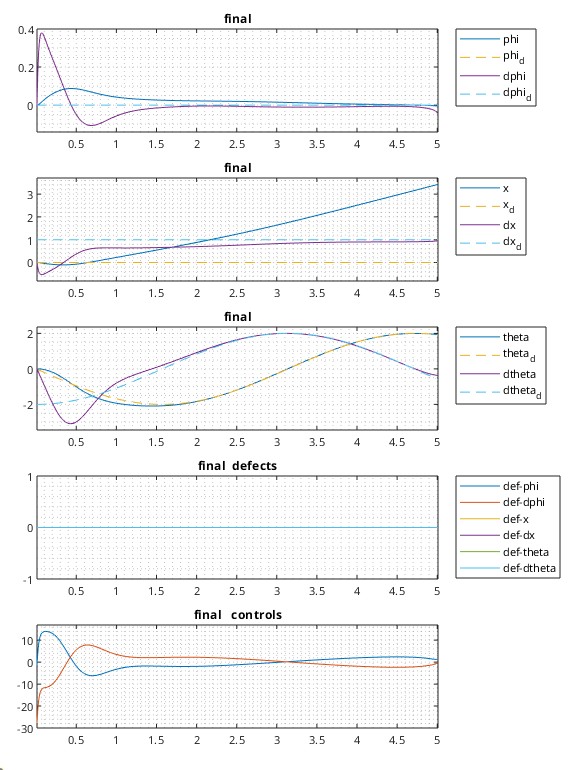 final
0.4
0.2
0
0.5 1 1.5 2 2.5 3 3.5 4 4.5 5
phi
phi_d
dphi
dphi_d
final
3
2
1
0
0.5 1 1.5 2 2.5 3 3.5 4 4.5 5
x
x_d
dx
dx_d
final
2
0
-2
0.5 1 1.5 2 2.5 3 3.5 4 4.5 5
theta
theta_d
dtheta
dtheta_d
final defects
1
0
-1
0.5 1 1.5 2 2.5 3 3.5 4 4.5 5
def-phi
def-dphi
def-x
def-dx
def-theta
def-dtheta
final controls
10
0
-10
-20
-30
0.5 1 1.5 2 2.5 3 3.5 4 4.5 5